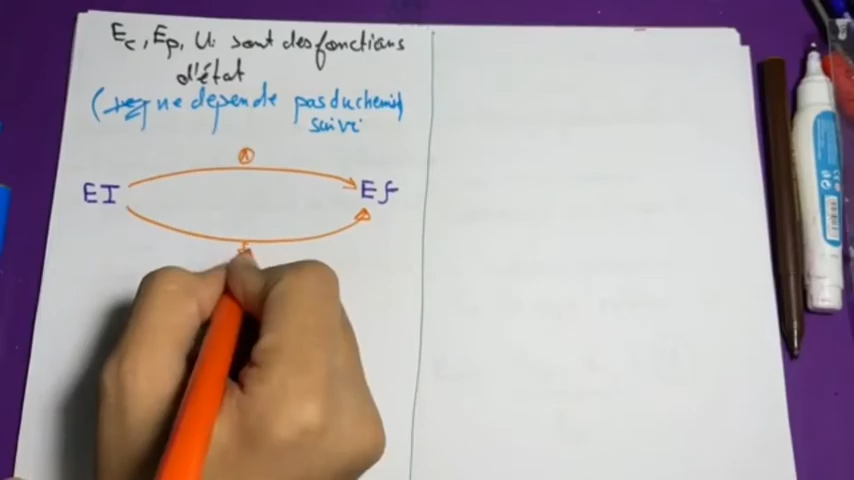 Ec, Ep, U sont des fonctions
d'état
ne depende pas du chemin
suivi
1
EI Ef